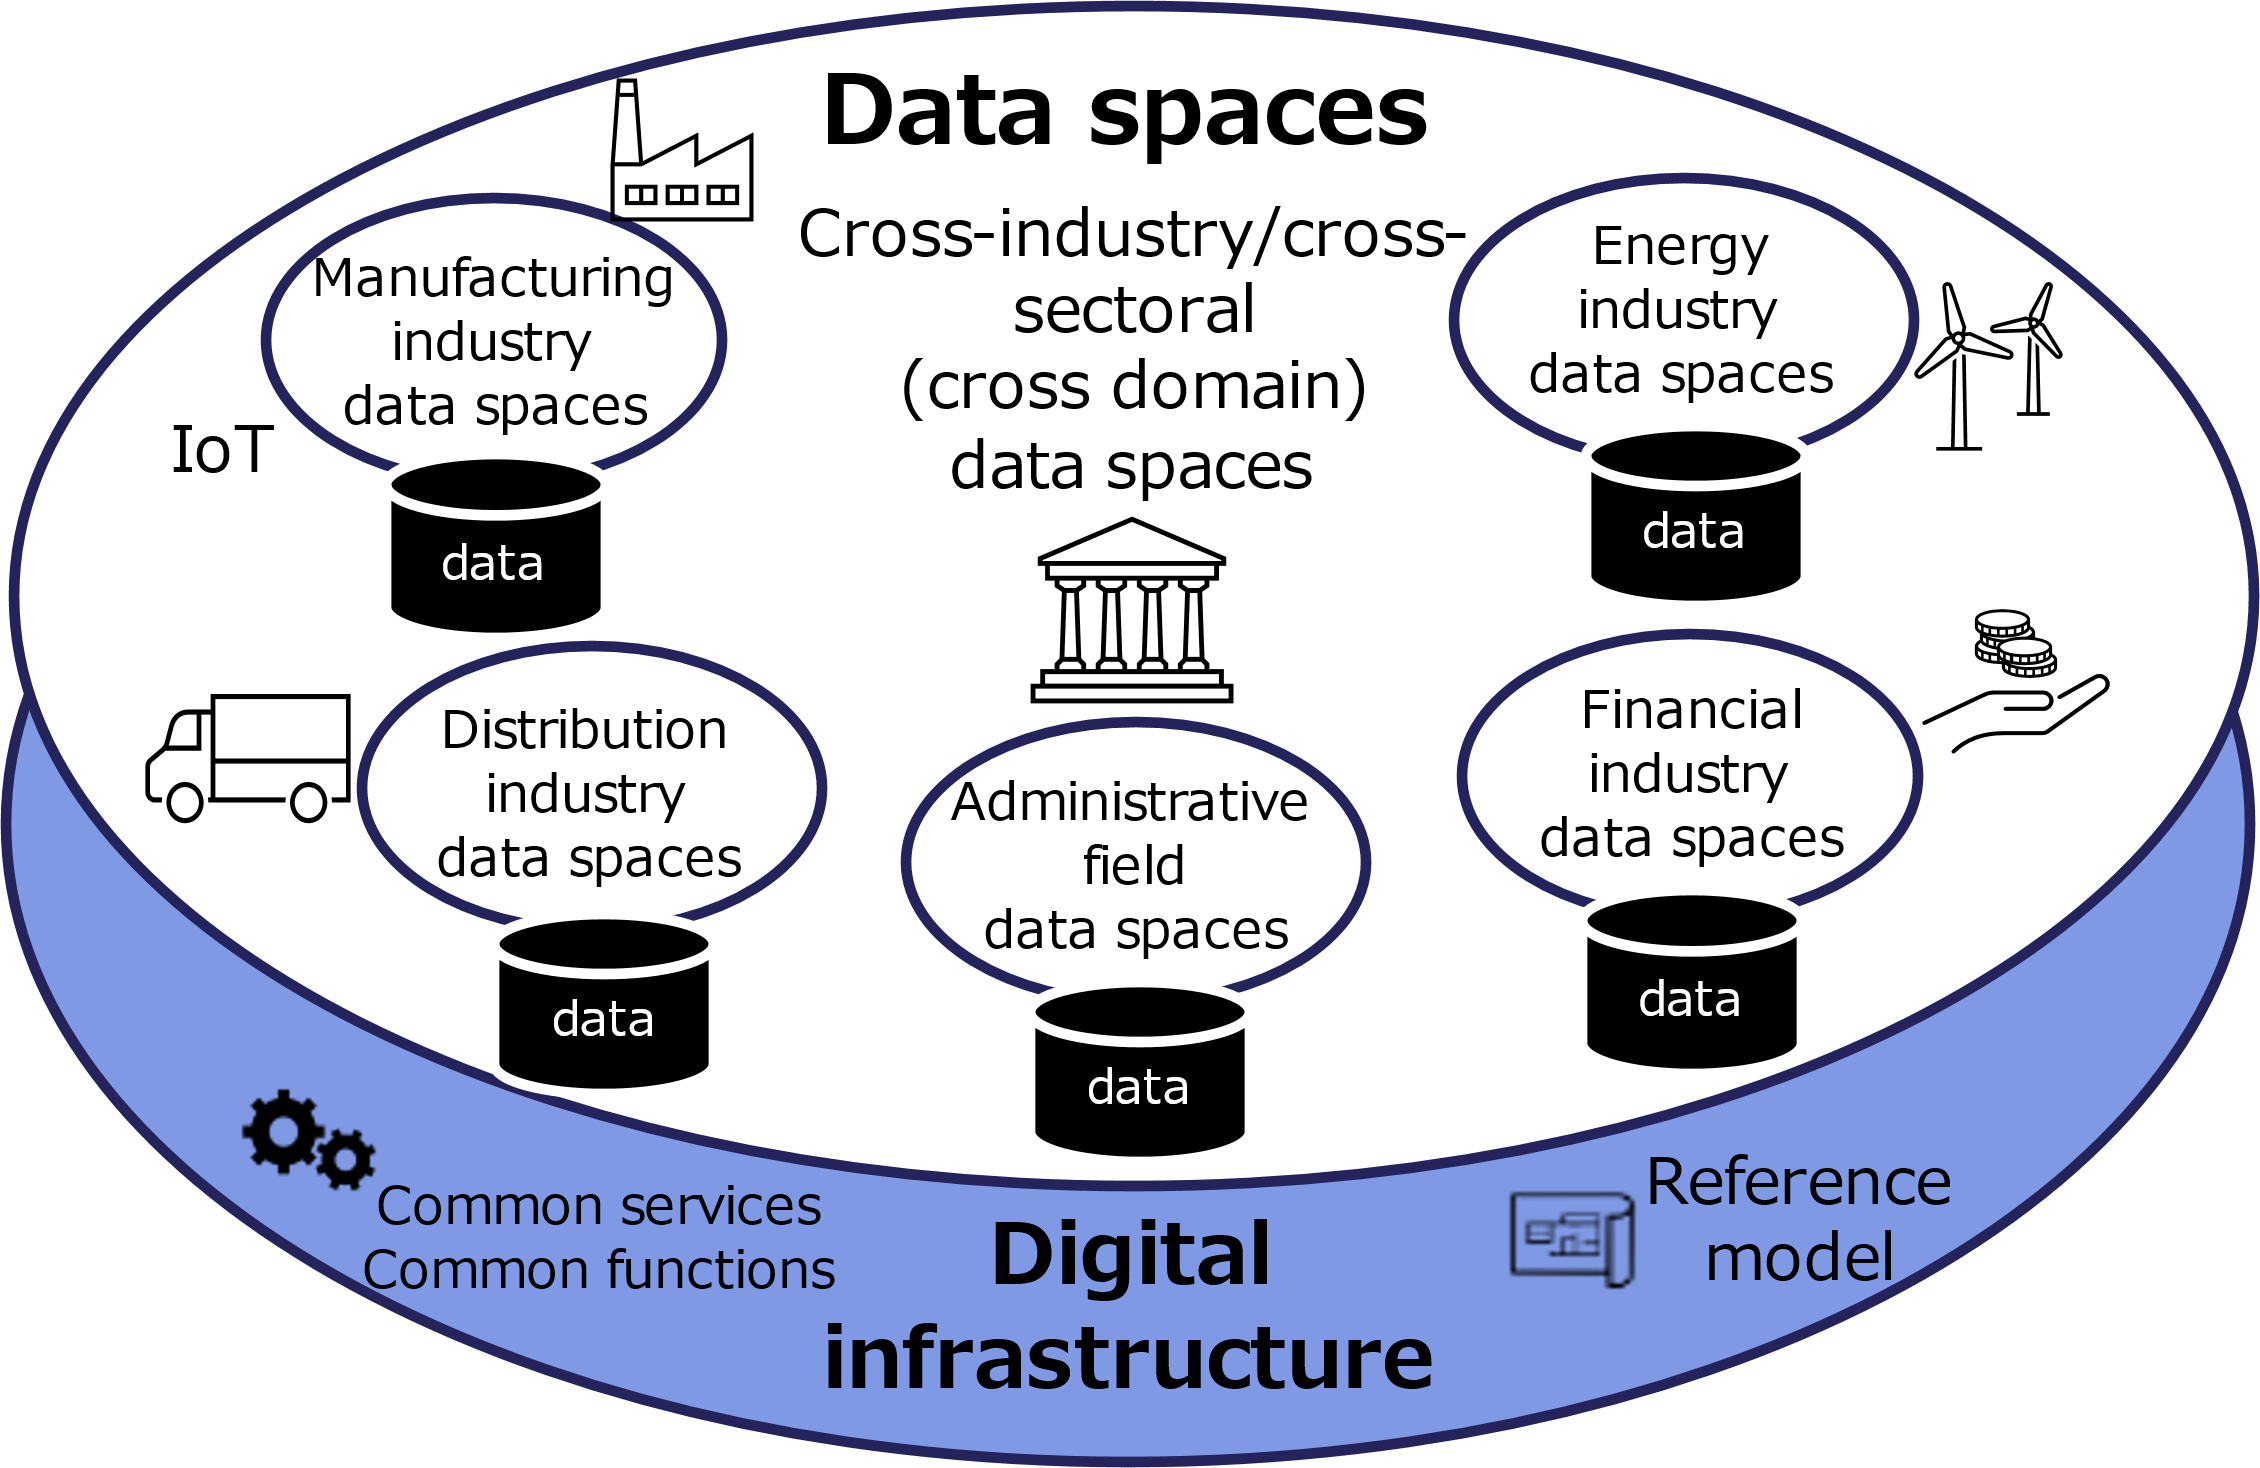 Data spaces
Cross-industry/cross-
sectoral
(cross domain)
data spaces
Manufacturing
industry
data spaces
data
IoT
Energy
industry
data spaces
data
Distribution
industry
data spaces
data
Administrative
field
data spaces
data
Financial
industry
data spaces
data
Common services
Common functions
Digital
infrastructure
Reference
model